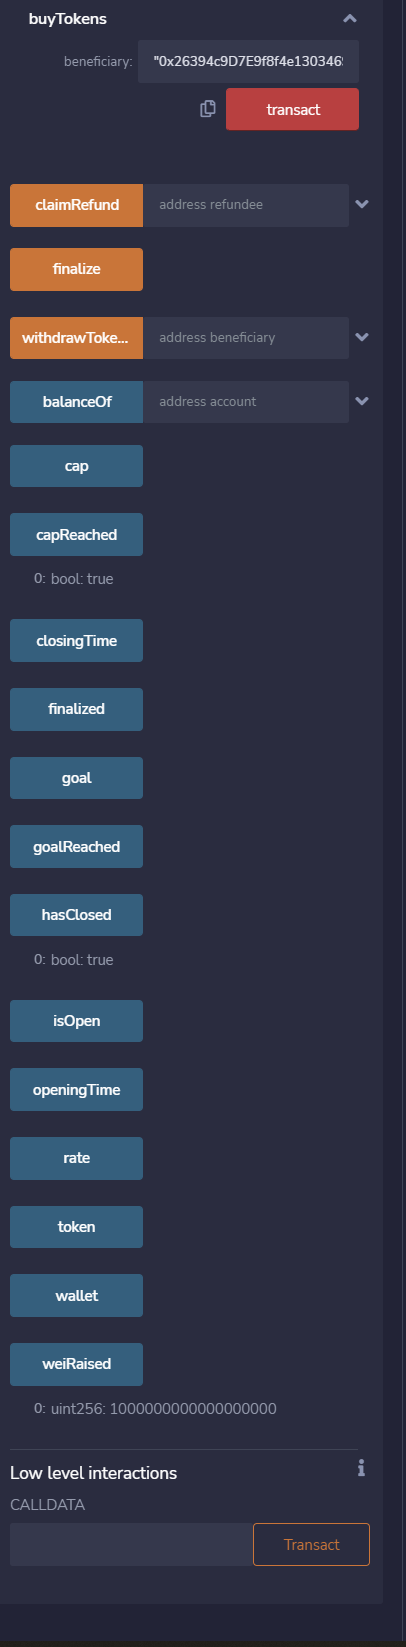 buyTokens
beneficiary: "0x26394c9D7E9f8f4e130346
transact
claimRefund address refundee
finalize
withdrawToke... address beneficiary
balanceOf address account
cap
capReached
0: bool: true
closingTime
finalized
goal
goalReached
hasClosed
0: bool: true
isOpen
openingTime
rate
token
wallet
weiRaised
0: uint256: 1000000000000000000
Low level interactions
CALLDATA
Transact